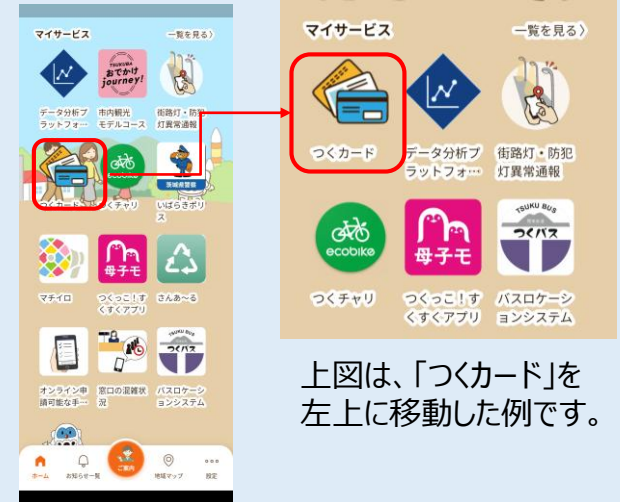 マイサービス
一覧を見る〉
TSUKUBA
おでかけ
journey!
データ分析プ
ラットフォ…
市内観光
モデルコース
街路灯・防犯
灯異常通報
ecobike
茨城県警察
つくカード
つくチャリ
いばらきポリ
ス
母子モ
マチイロ
つくっこ！す
くすくアプリ
さんあ～る
TSUKU BUS
つくバス
オンライン申
請可能な手…
窓口の混雑状
況
バスロケーシ
ョンシステム
ホーム
お知らせ一覧
ご案内
地域マップ
設定
マイサービス
一覧を見る〉
つくカード
データ分析プ
ラットフォ…
街路灯・防犯
灯異常通報
ecobike
母子モ
TSUKU BUS
つくバス
つくチャリ
つくっこ！す
くすくアプリ
バスロケーシ
ョンシステム
上図は、「つくカード」を
左上に移動した例です。